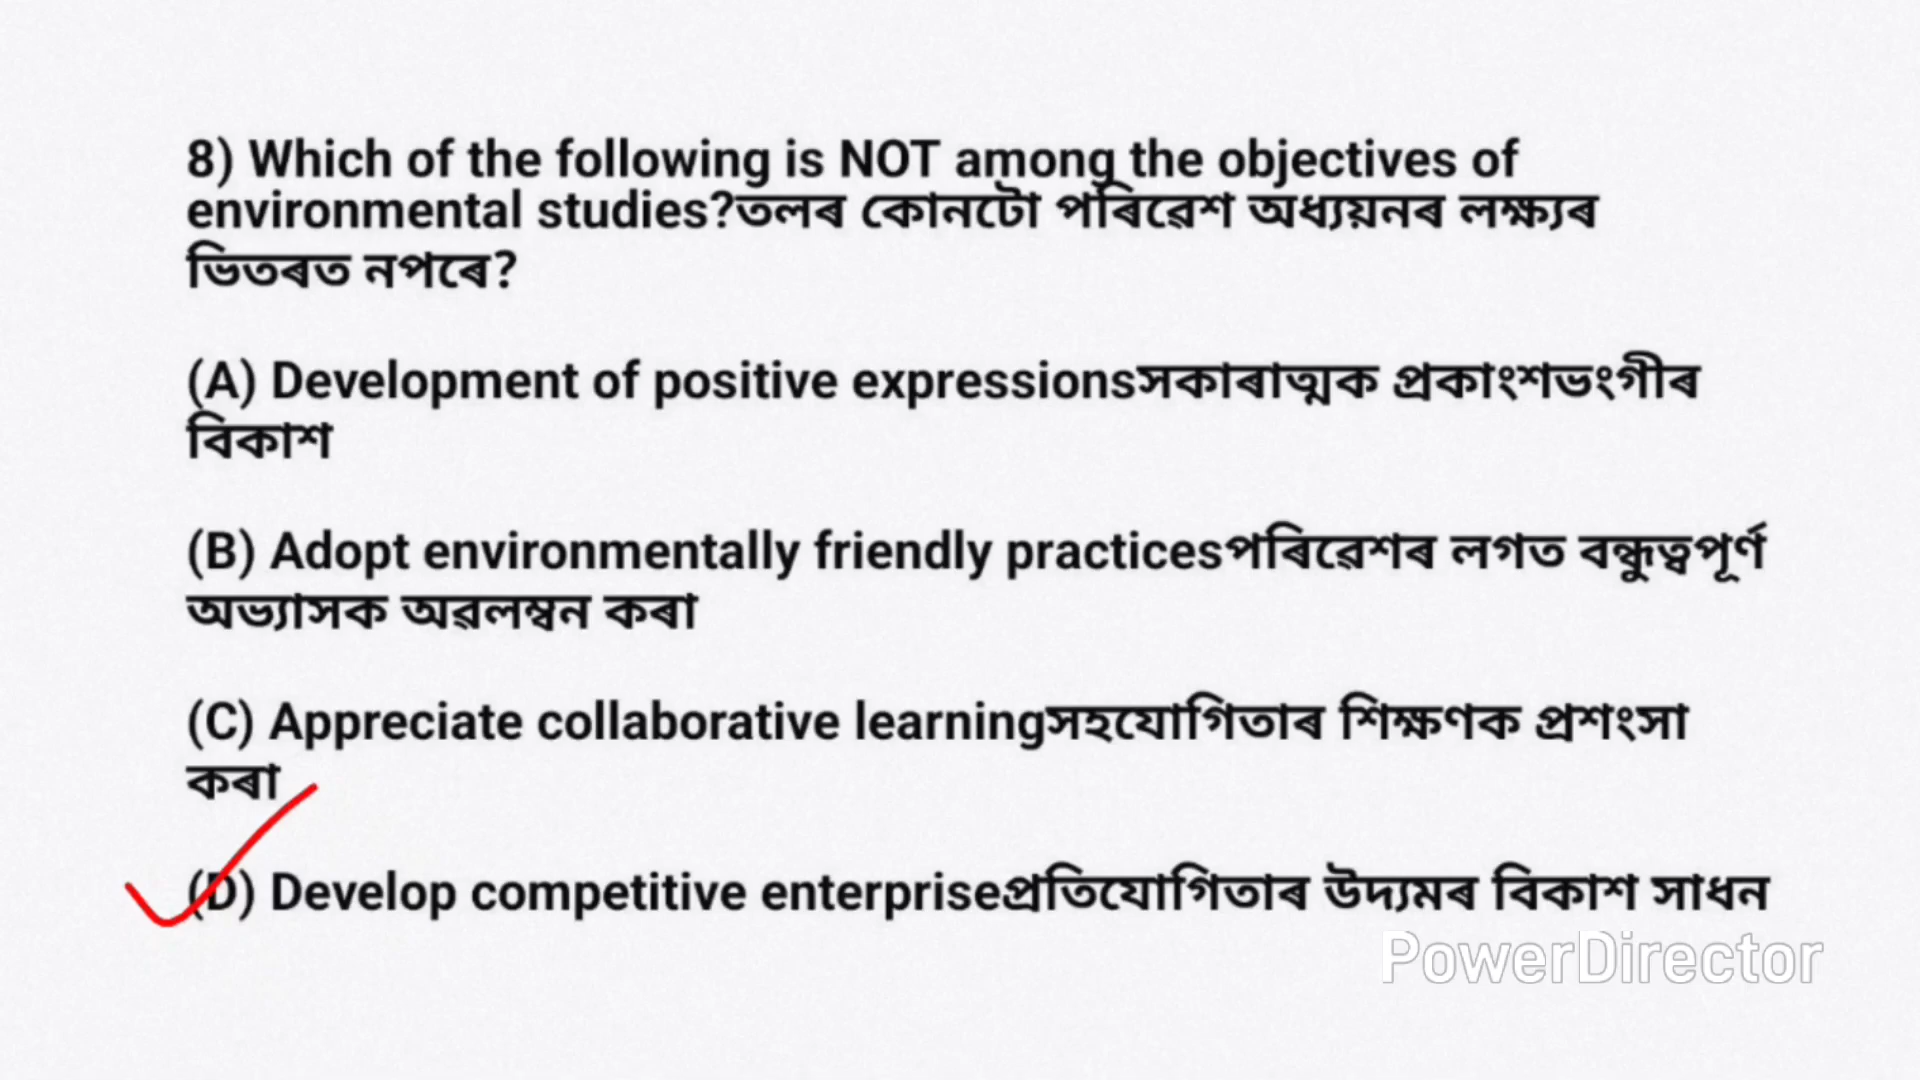 8) Which of the following is NOT among the objectives of
environmental studies?তলৰ কোনটো পৰিৱেশ অধ্যয়নৰ লক্ষ্যৰ
ভিতৰত নপৰে?
(A) Development of positive expressionsসকাৰাত্মক প্ৰকাংশভংগীৰ
বিকাশ
(B) Adopt environmentally friendly practicesপৰিৱেশৰ লগত বন্ধুত্বপূৰ্ণ
অভ্যাসক অৱলম্বন কৰা
(C) Appreciate collaborative learningসহযোগিতাৰ শিক্ষণক প্ৰশংসা
কৰা
(D) Develop competitive enterpriseপ্ৰতিযোগিতাৰ উদ্যমৰ বিকাশ সাধন
PowerDirector